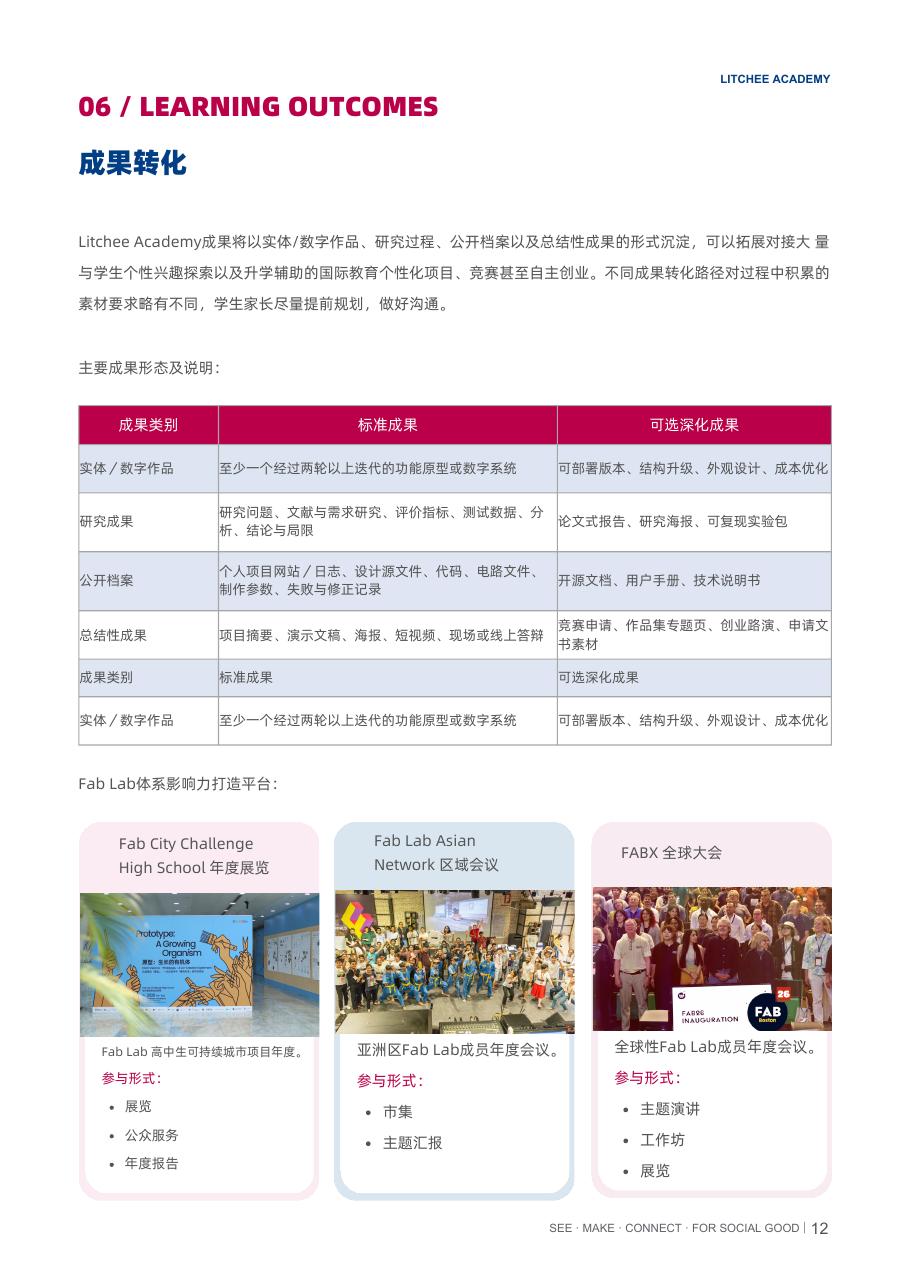 LITCHEE ACADEMY
06 / LEARNING OUTCOMES
成果转化
Litchee Academy成果将以实体/数字作品、研究过程、公开档案以及总结性成果的形式沉淀，可以拓展对接大 量
与学生个性兴趣探索以及升学辅助的国际教育个性化项目、竞赛甚至自主创业。不同成果转化路径对过程中积累的
素材要求略有不同，学生家长尽量提前规划，做好沟通。
主要成果形态及说明：
成果类别 标准成果 可选深化成果
实体 / 数字作品 至少一个经过两轮以上迭代的功能原型或数字系统 可部署版本、结构升级、外观设计、成本优化
研究成果 研究问题、文献与需求研究、评价指标、测试数据、分
析、结论与局限 论文式报告、研究海报、可复现实验包
公开档案 个人项目网站 / 日志、设计源文件、代码、电路文件、
制作参数、失败与修正记录 开源文档、用户手册、技术说明书
总结性成果 项目摘要、演示文稿、海报、短视频、现场或线上答辩 竞赛申请、作品集专题页、创业路演、申请文
书素材
成果类别 标准成果 可选深化成果
实体 / 数字作品 至少一个经过两轮以上迭代的功能原型或数字系统 可部署版本、结构升级、外观设计、成本优化
Fab Lab体系影响力打造平台：
Fab City Challenge
High School 年度展览
Prototype:
A Growing
Organism
原型：生长的有机体
Fab Lab 高中生可持续城市项目年度。
参与形式：
• 展览
• 公众服务
• 年度报告
Fab Lab Asian
Network 区域会议
亚洲区Fab Lab成员年度会议。
参与形式：
• 市集
• 主题汇报
FABX 全球大会
FAB26
INAUGURATION
26
FAB
Boston
全球性Fab Lab成员年度会议。
参与形式：
• 主题演讲
• 工作坊
• 展览
SEE · MAKE · CONNECT · FOR SOCIAL GOOD | 12